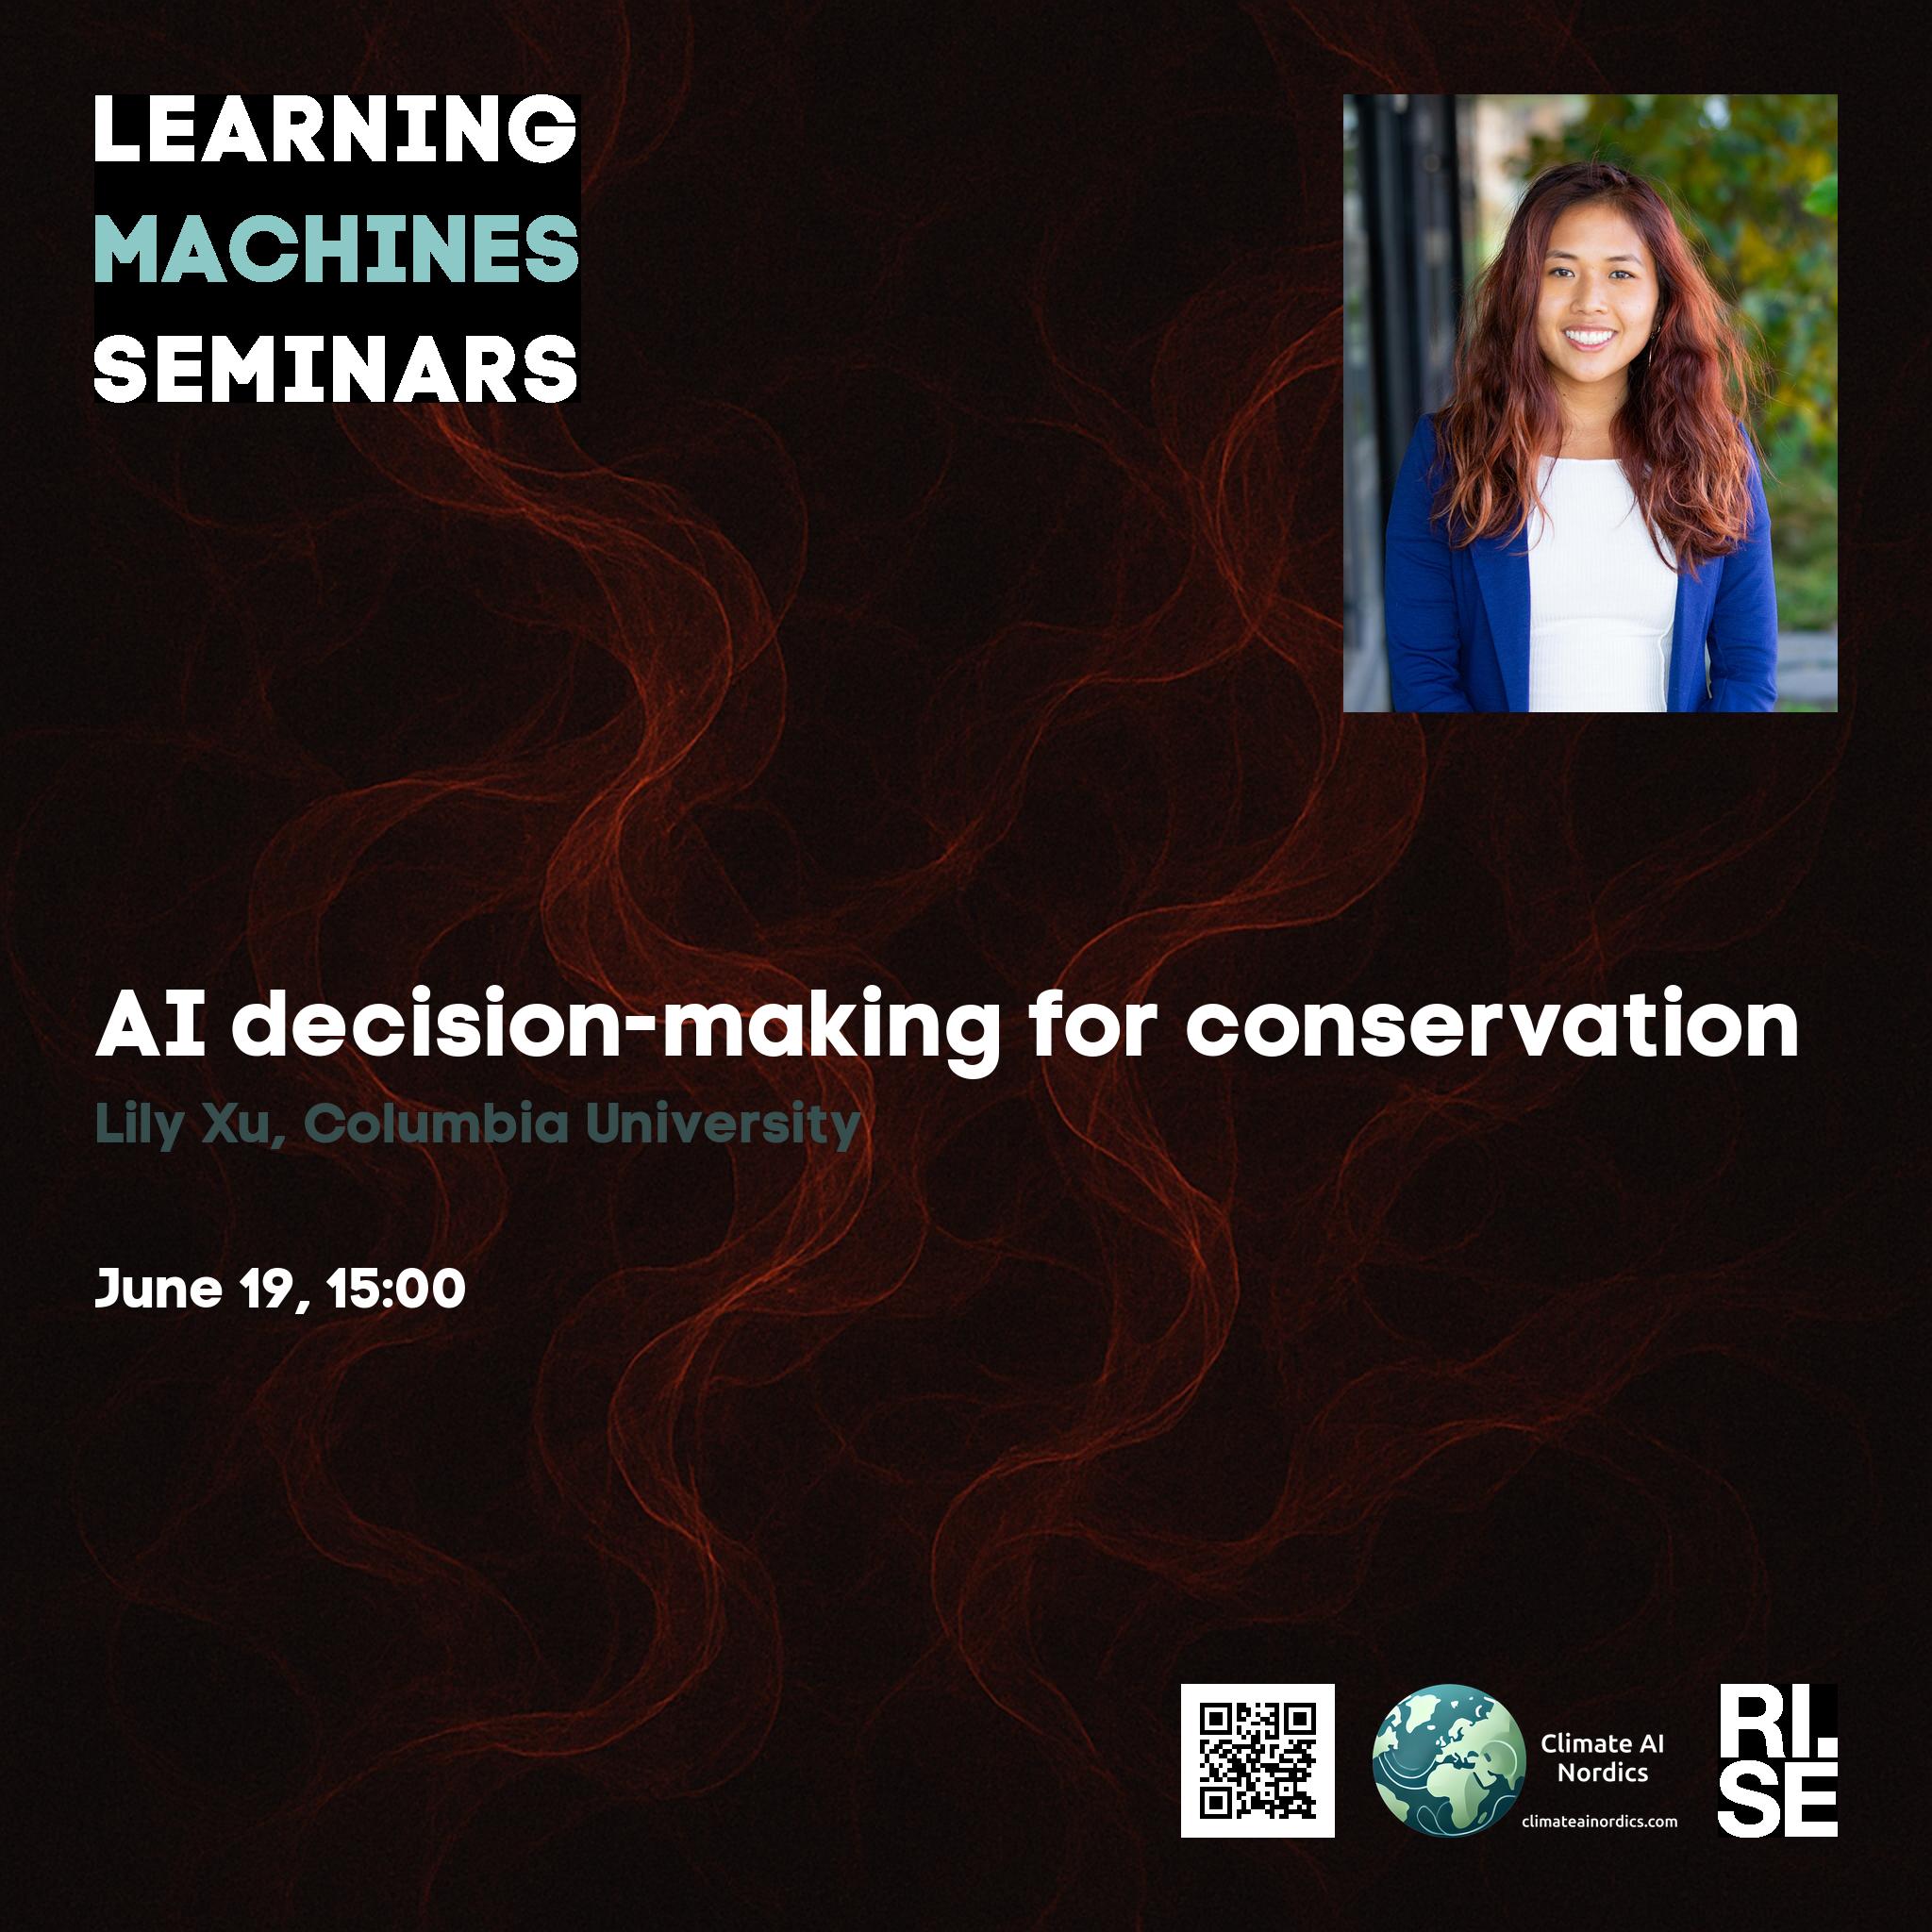 LEARNING
MACHINES
SEMINARS
AI decision-making for conservation
Lily Xu, Columbia University
June 19, 15:00
Climate AI
Nordics
climateainordics.com
RI.
SE